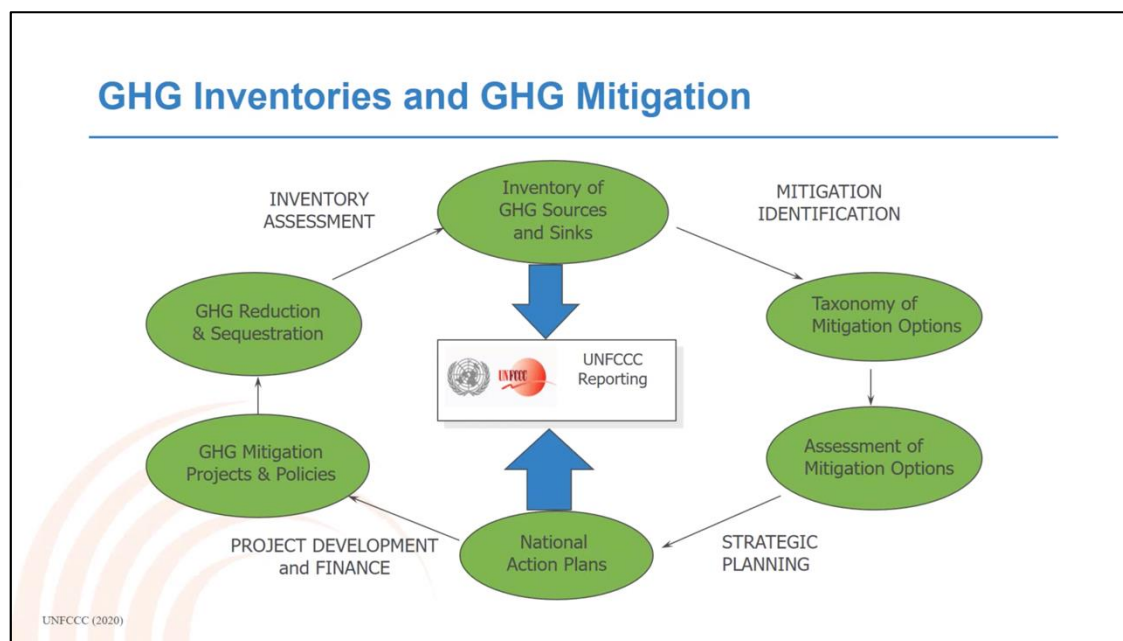 GHG Inventories and GHG Mitigation
INVENTORY
ASSESSMENT
Inventory of
GHG Sources
and Sinks
MITIGATION
IDENTIFICATION
GHG Reduction
& Sequestration
Taxonomy of
Mitigation Options
UNFCCC
UNFCCC
Reporting
GHG Mitigation
Projects & Policies
Assessment of
Mitigation Options
PROJECT DEVELOPMENT
and FINANCE
National
Action Plans
STRATEGIC
PLANNING
UNFCCC (2020)